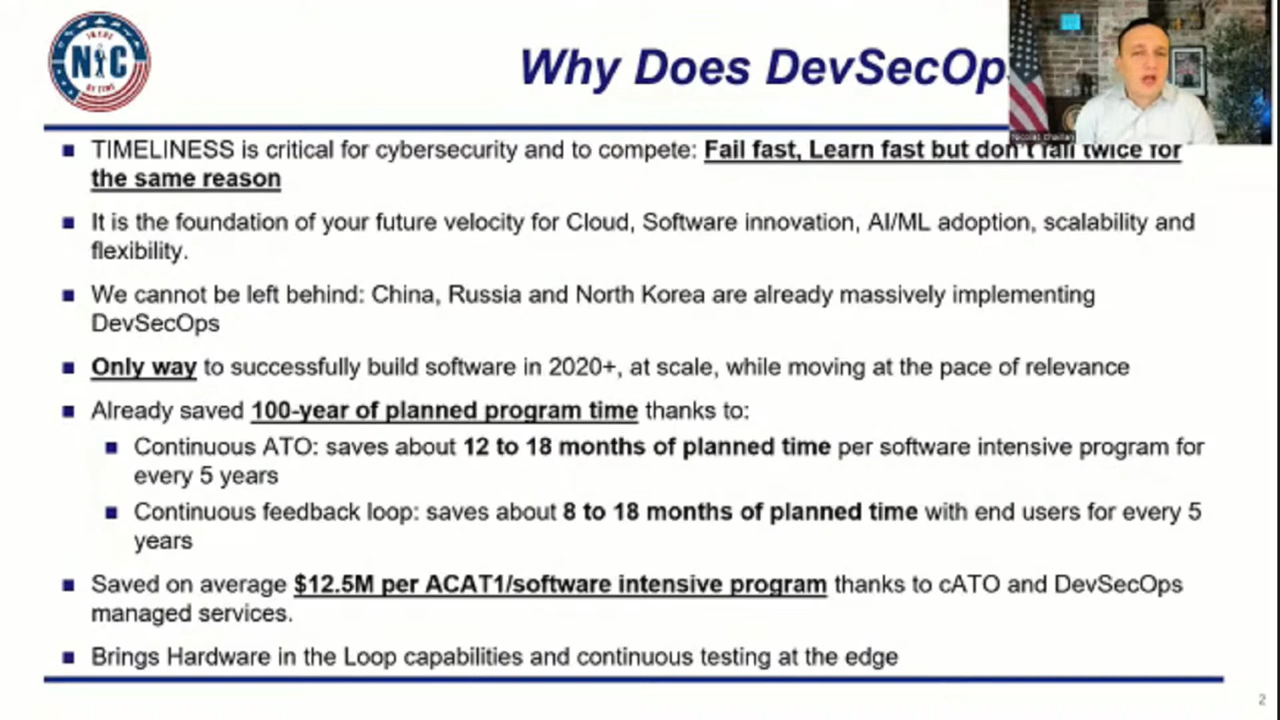 IN THE
NIC
OF TIME
Why Does DevSecOps
Nicolas Chaillan
TIMELINESS is critical for cybersecurity and to compete: Fail fast, Learn fast but don't fail twice for
the same reason
It is the foundation of your future velocity for Cloud, Software innovation, AI/ML adoption, scalability and
flexibility.
We cannot be left behind: China, Russia and North Korea are already massively implementing
DevSecOps
Only way to successfully build software in 2020+, at scale, while moving at the pace of relevance
Already saved 100-year of planned program time thanks to:
Continuous ATO: saves about 12 to 18 months of planned time per software intensive program for
every 5 years
Continuous feedback loop: saves about 8 to 18 months of planned time with end users for every 5
years
Saved on average $12.5M per ACAT1/software intensive program thanks to cATO and DevSecOps
managed services.
Brings Hardware in the Loop capabilities and continuous testing at the edge
2